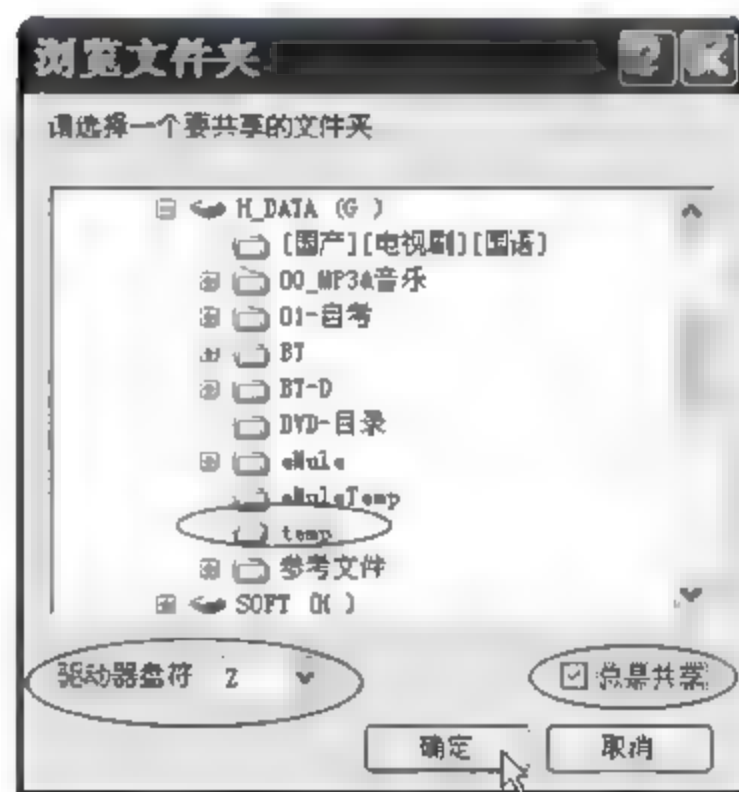 浏览文件夹
请选择一个要共享的文件夹
H_DATA (G )
[国产][电视剧][国语]
00_MP3&音乐
01-自考
BT
BT-D
DVD-目录
eMule
eMuleTemp
temp
参考文件
SOFT (H )
驱动器盘符 Z
总是共享
确定 取消